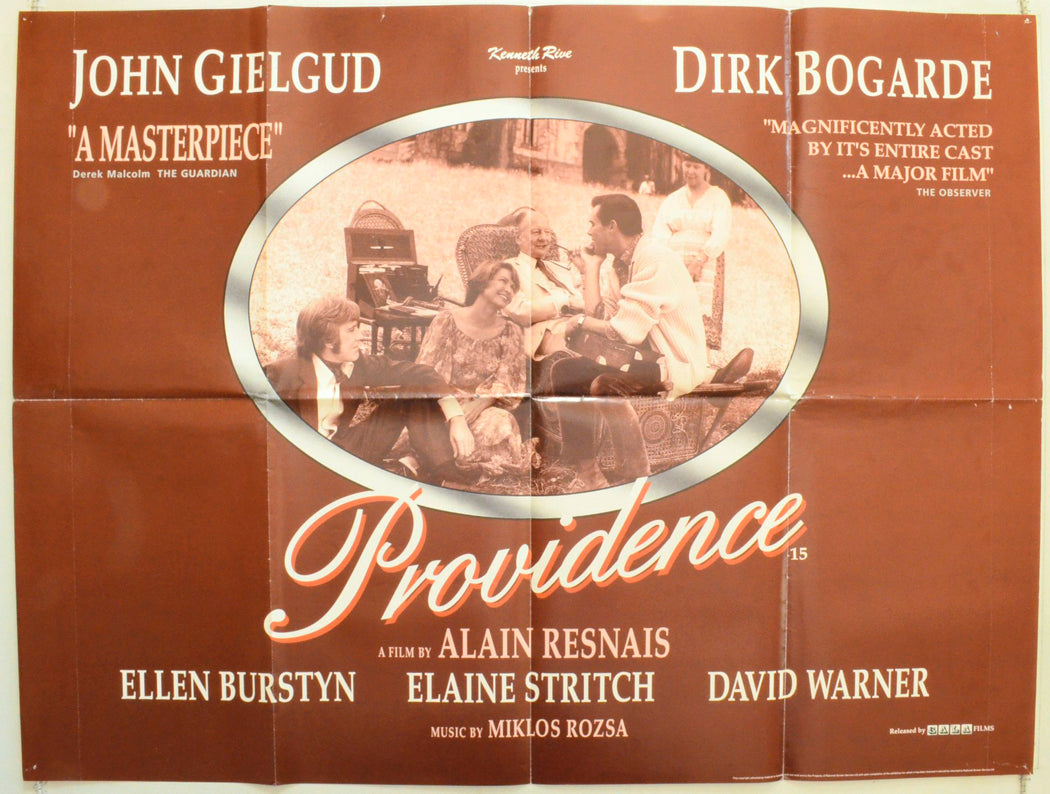 Kenneth Rive
presents
JOHN GIELGUD
DIRK BOGARDE
"A MASTERPIECE"
Derek Malcolm THE GUARDIAN
"MAGNIFICENTLY ACTED
BY IT'S ENTIRE CAST
...A MAJOR FILM"
THE OBSERVER
Providence
15
A FILM BY ALAIN RESNAIS
ELLEN BURSTYN ELAINE STRITCH DAVID WARNER
MUSIC BY MIKLOS ROZSA
Released by GALA FILMS